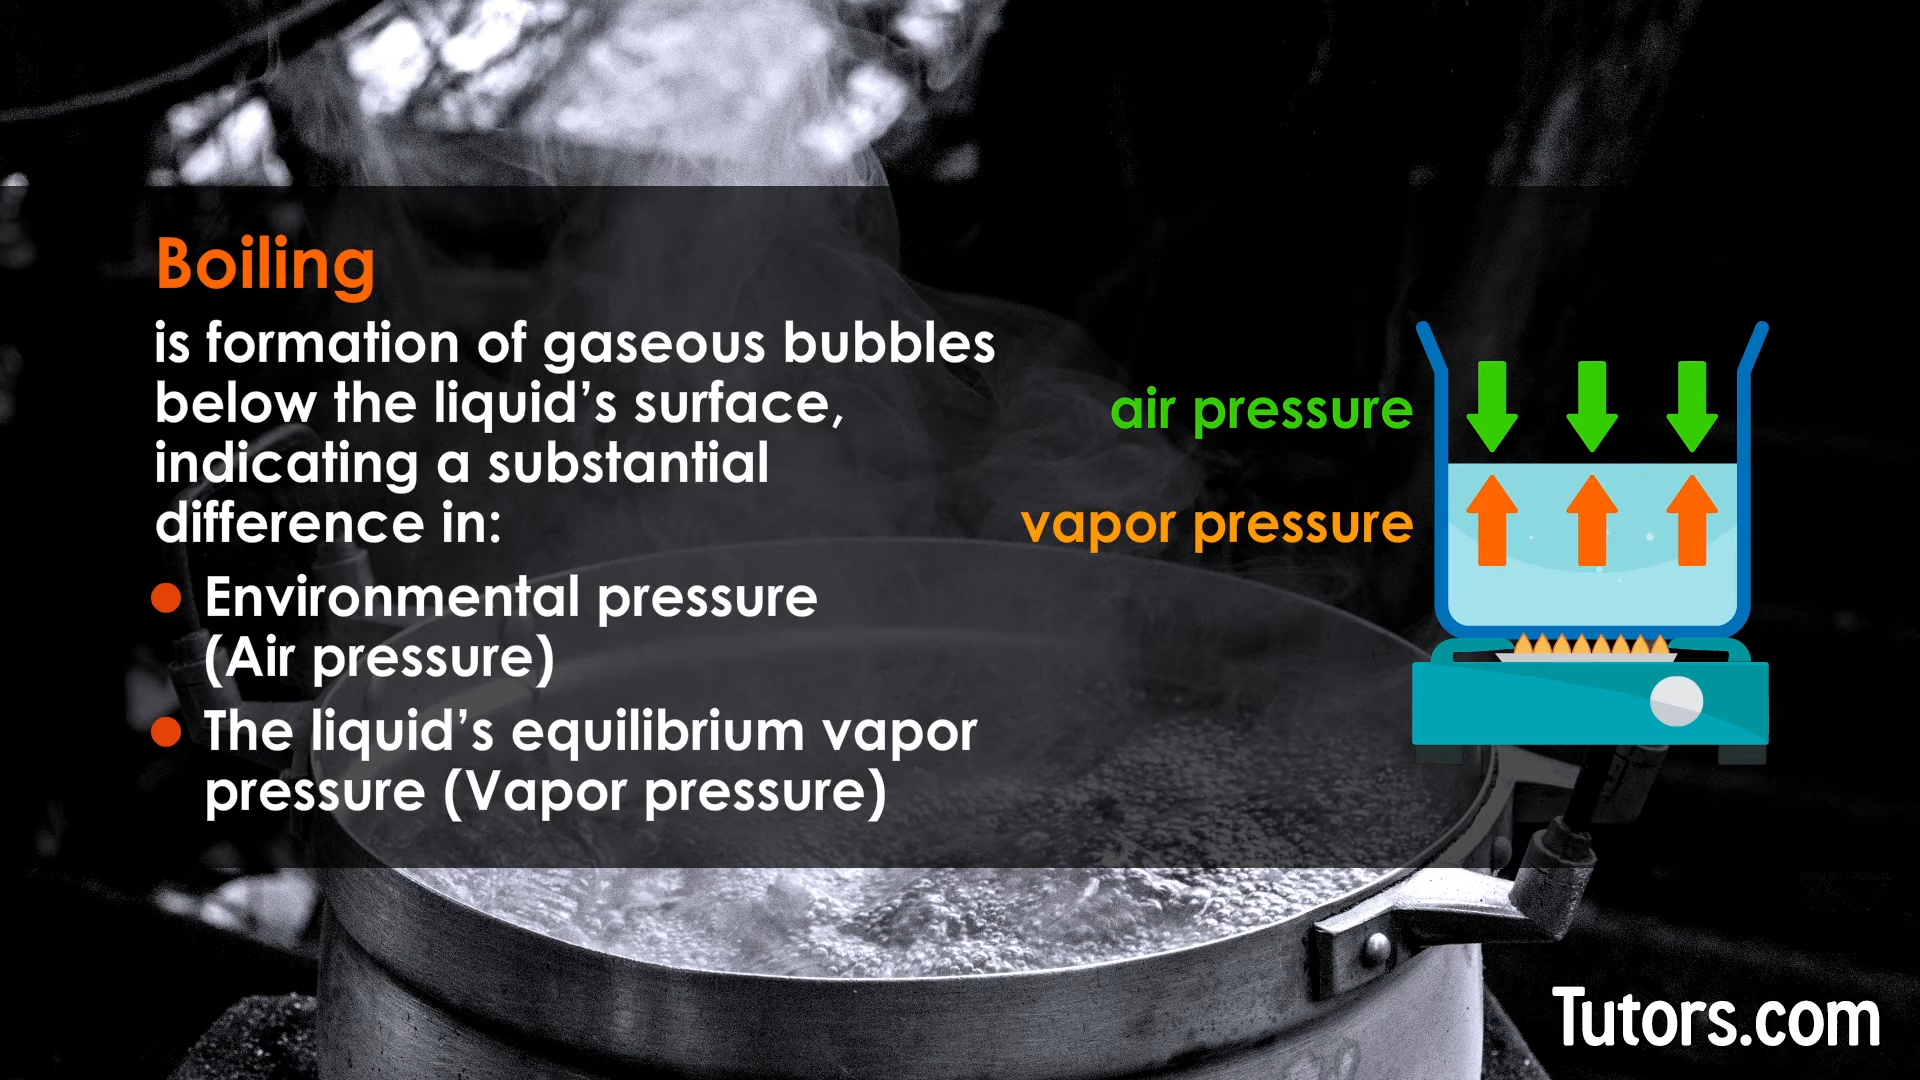 Boiling
is formation of gaseous bubbles
below the liquid’s surface,
indicating a substantial
difference in:
Environmental pressure
(Air pressure)
The liquid’s equilibrium vapor
pressure (Vapor pressure)
air pressure
vapor pressure
Tutors.com